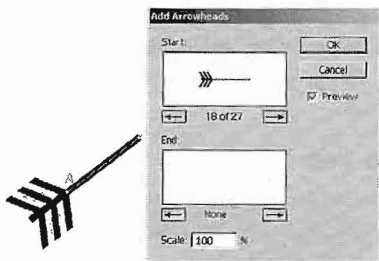 Add Arrowheads
Start:
OK
Cancel
Preview
18 of 27
End:
None
Scale: 100 %
A